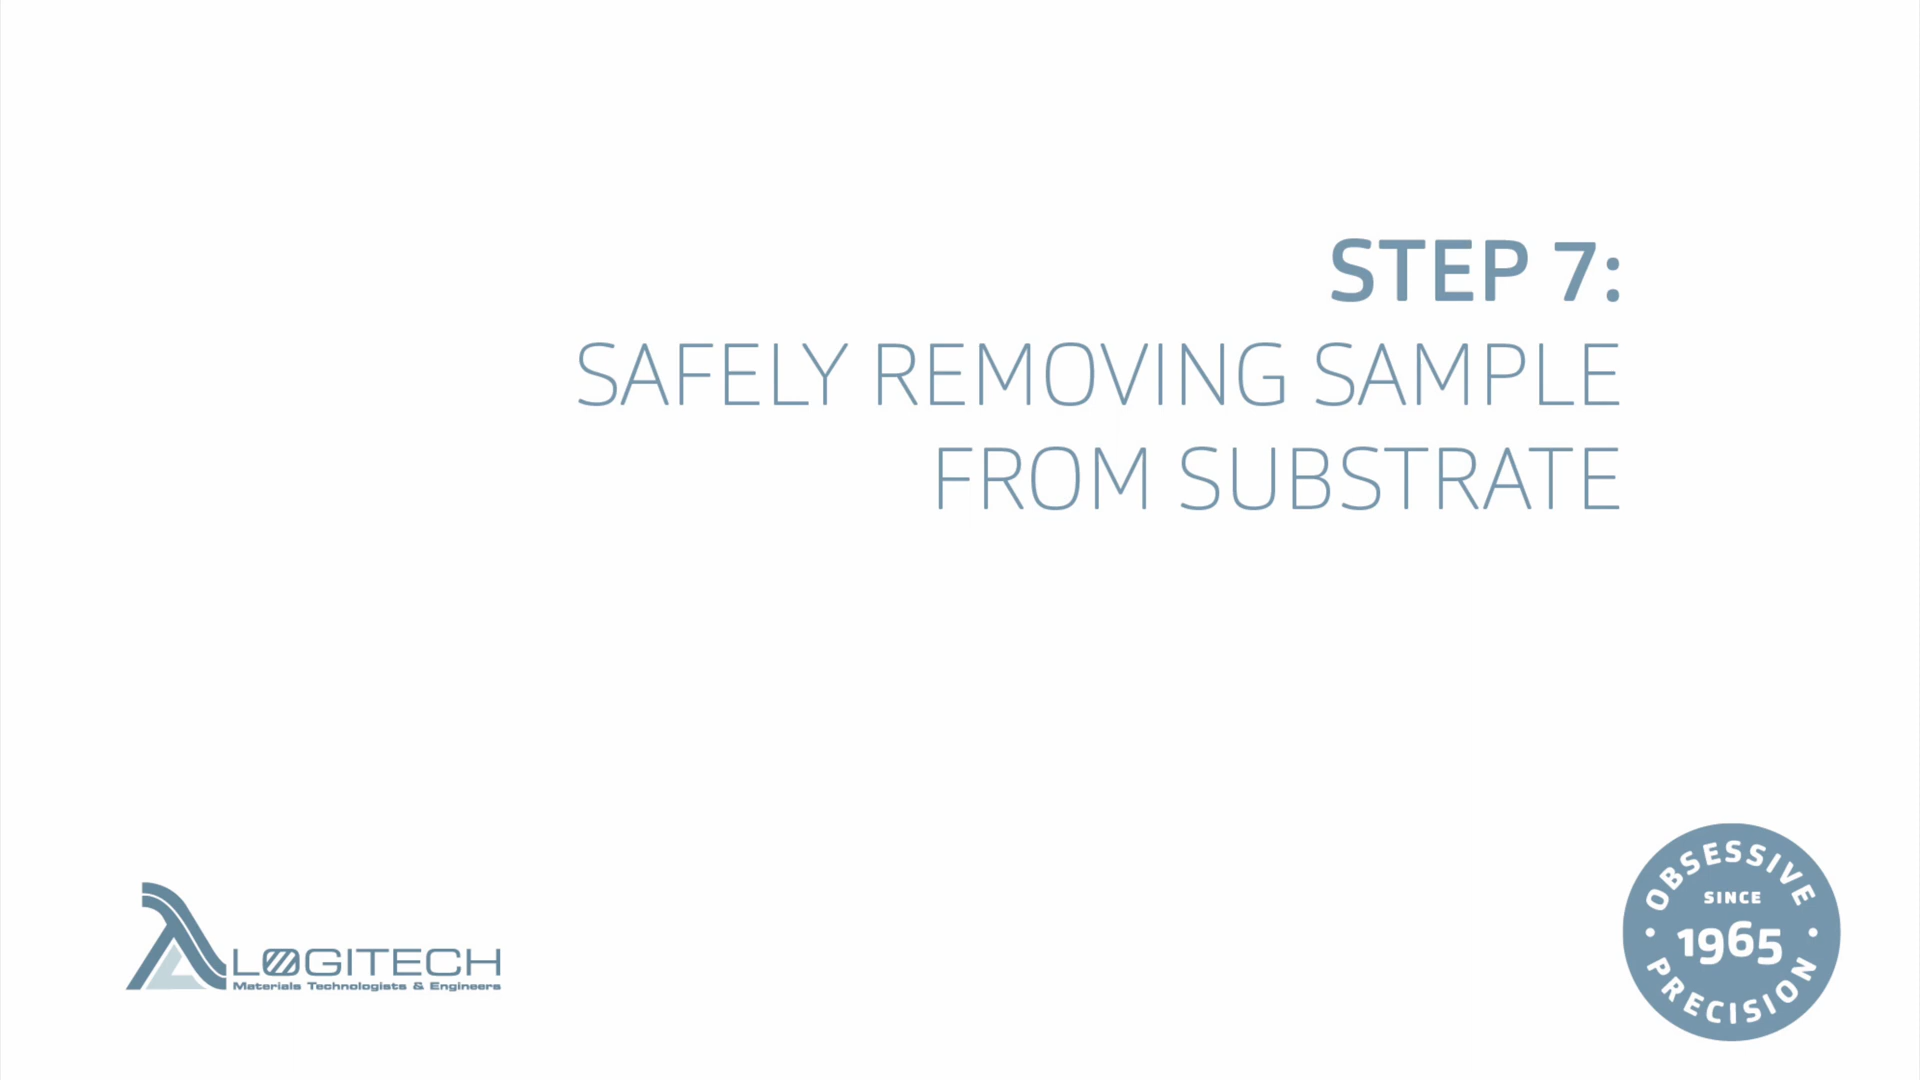 STEP 7:
SAFELY REMOVING SAMPLE
FROM SUBSTRATE
LOGITECH
Materials Technologists & Engineers
OBSESSIVE
SINCE
1965
PRECISION